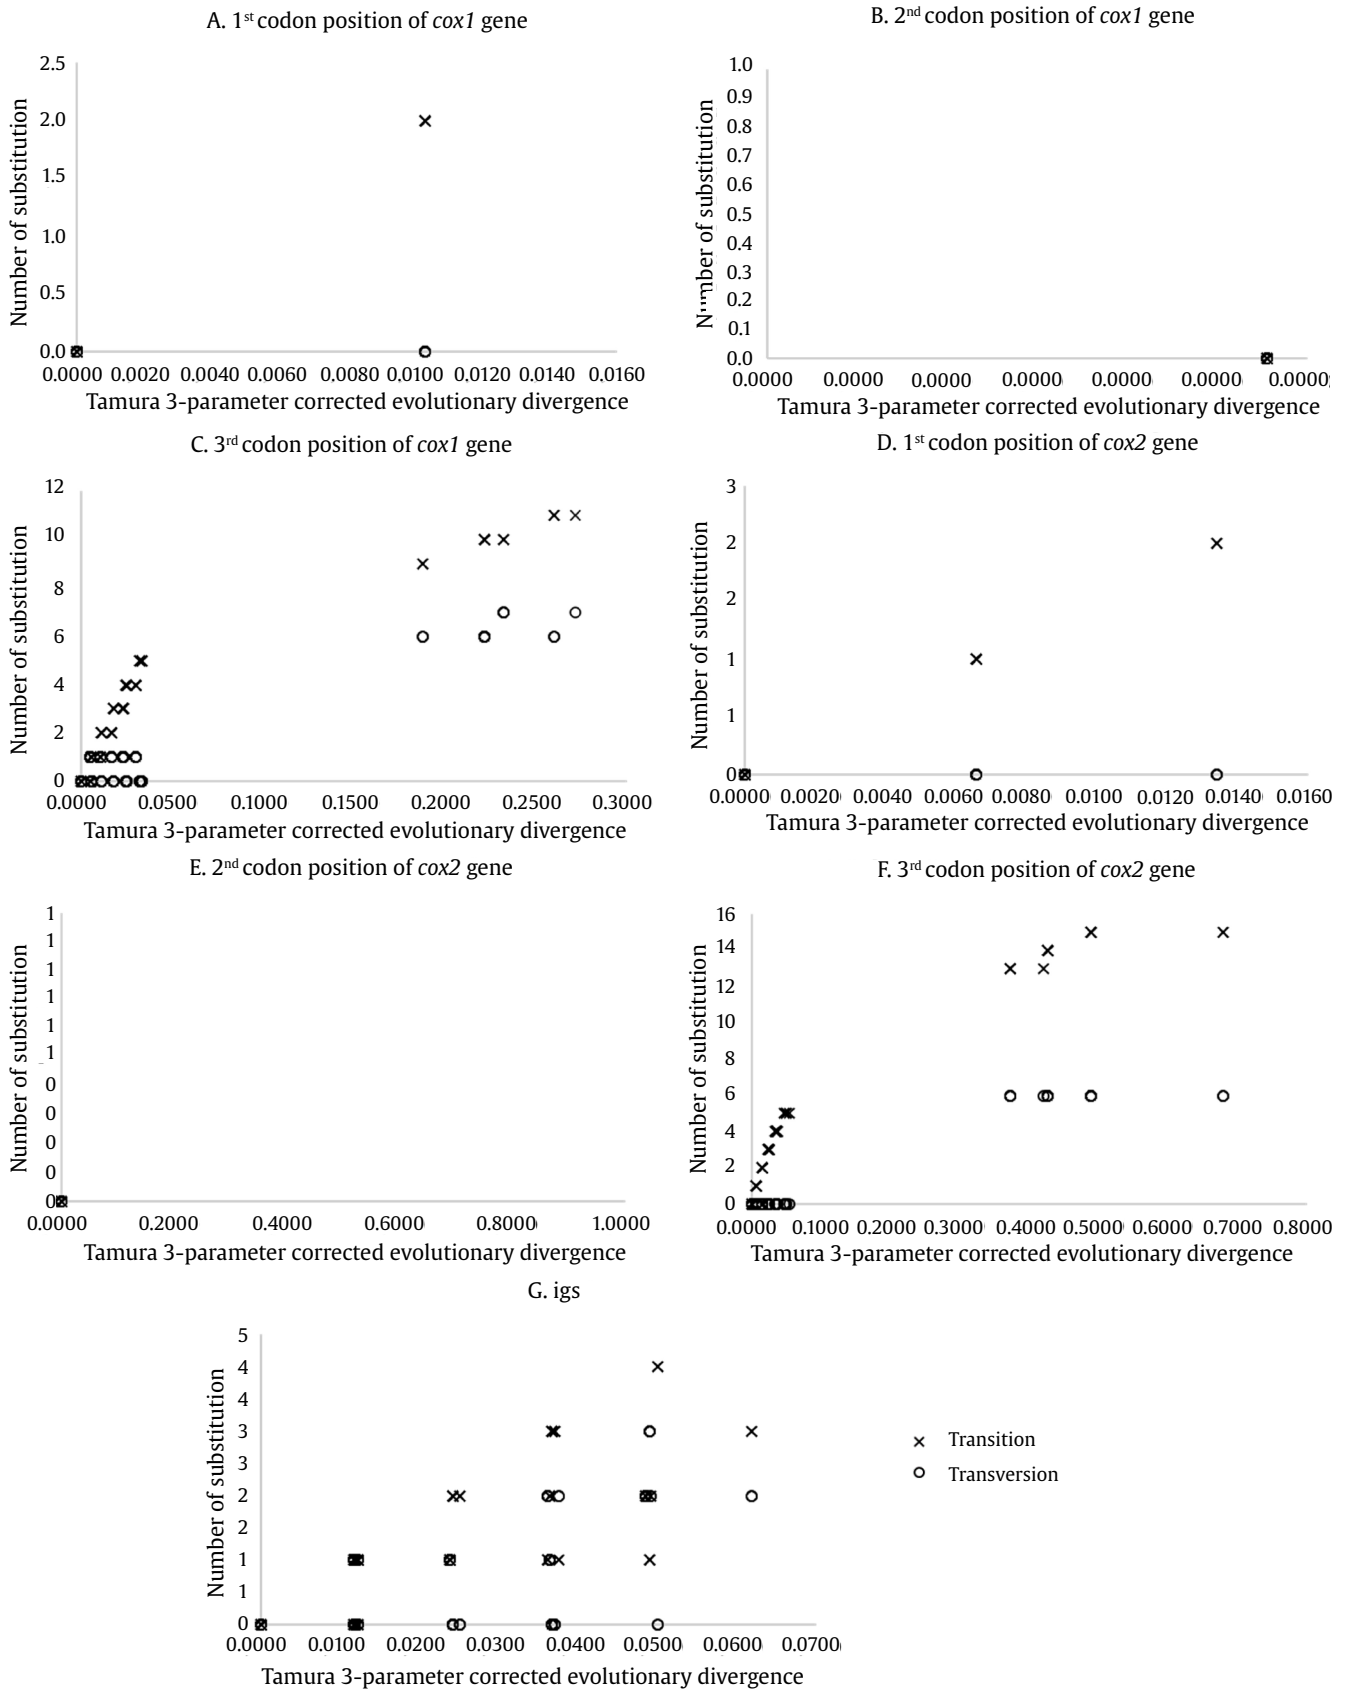 A. 1st codon position of cox1 gene
2.5
2.0
1.5
1.0
0.5
0.0
Number of substitution
0.0000 0.0020 0.0040 0.0060 0.0080 0.0100 0.0120 0.0140 0.0160
Tamura 3-parameter corrected evolutionary divergence
B. 2nd codon position of cox1 gene
1.0
0.9
0.8
0.7
0.6
0.5
0.4
0.3
0.2
0.1
0.0
Number of substitution
0.0000 0.0000 0.0000 0.0000 0.0000 0.0000 0.0000
Tamura 3-parameter corrected evolutionary divergence
C. 3rd codon position of cox1 gene
12
10
8
6
4
2
0
Number of substitution
0.0000 0.0500 0.1000 0.1500 0.2000 0.2500 0.3000
Tamura 3-parameter corrected evolutionary divergence
D. 1st codon position of cox2 gene
3
2
2
1
1
0
Number of substitution
0.0000 0.0020 0.0040 0.0060 0.0080 0.0100 0.0120 0.0140 0.0160
Tamura 3-parameter corrected evolutionary divergence
E. 2nd codon position of cox2 gene
1
1
1
1
1
1
0
0
0
0
0
Number of substitution
0.0000 0.2000 0.4000 0.6000 0.8000 1.0000
Tamura 3-parameter corrected evolutionary divergence
F. 3rd codon position of cox2 gene
16
14
12
10
8
6
4
2
0
Number of substitution
0.0000 0.1000 0.2000 0.3000 0.4000 0.5000 0.6000 0.7000 0.8000
Tamura 3-parameter corrected evolutionary divergence
G. igs
5
4
4
3
3
2
2
1
1
0
Number of substitution
0.0000 0.0100 0.0200 0.0300 0.0400 0.0500 0.0600 0.0700
Tamura 3-parameter corrected evolutionary divergence
Transition
Transversion